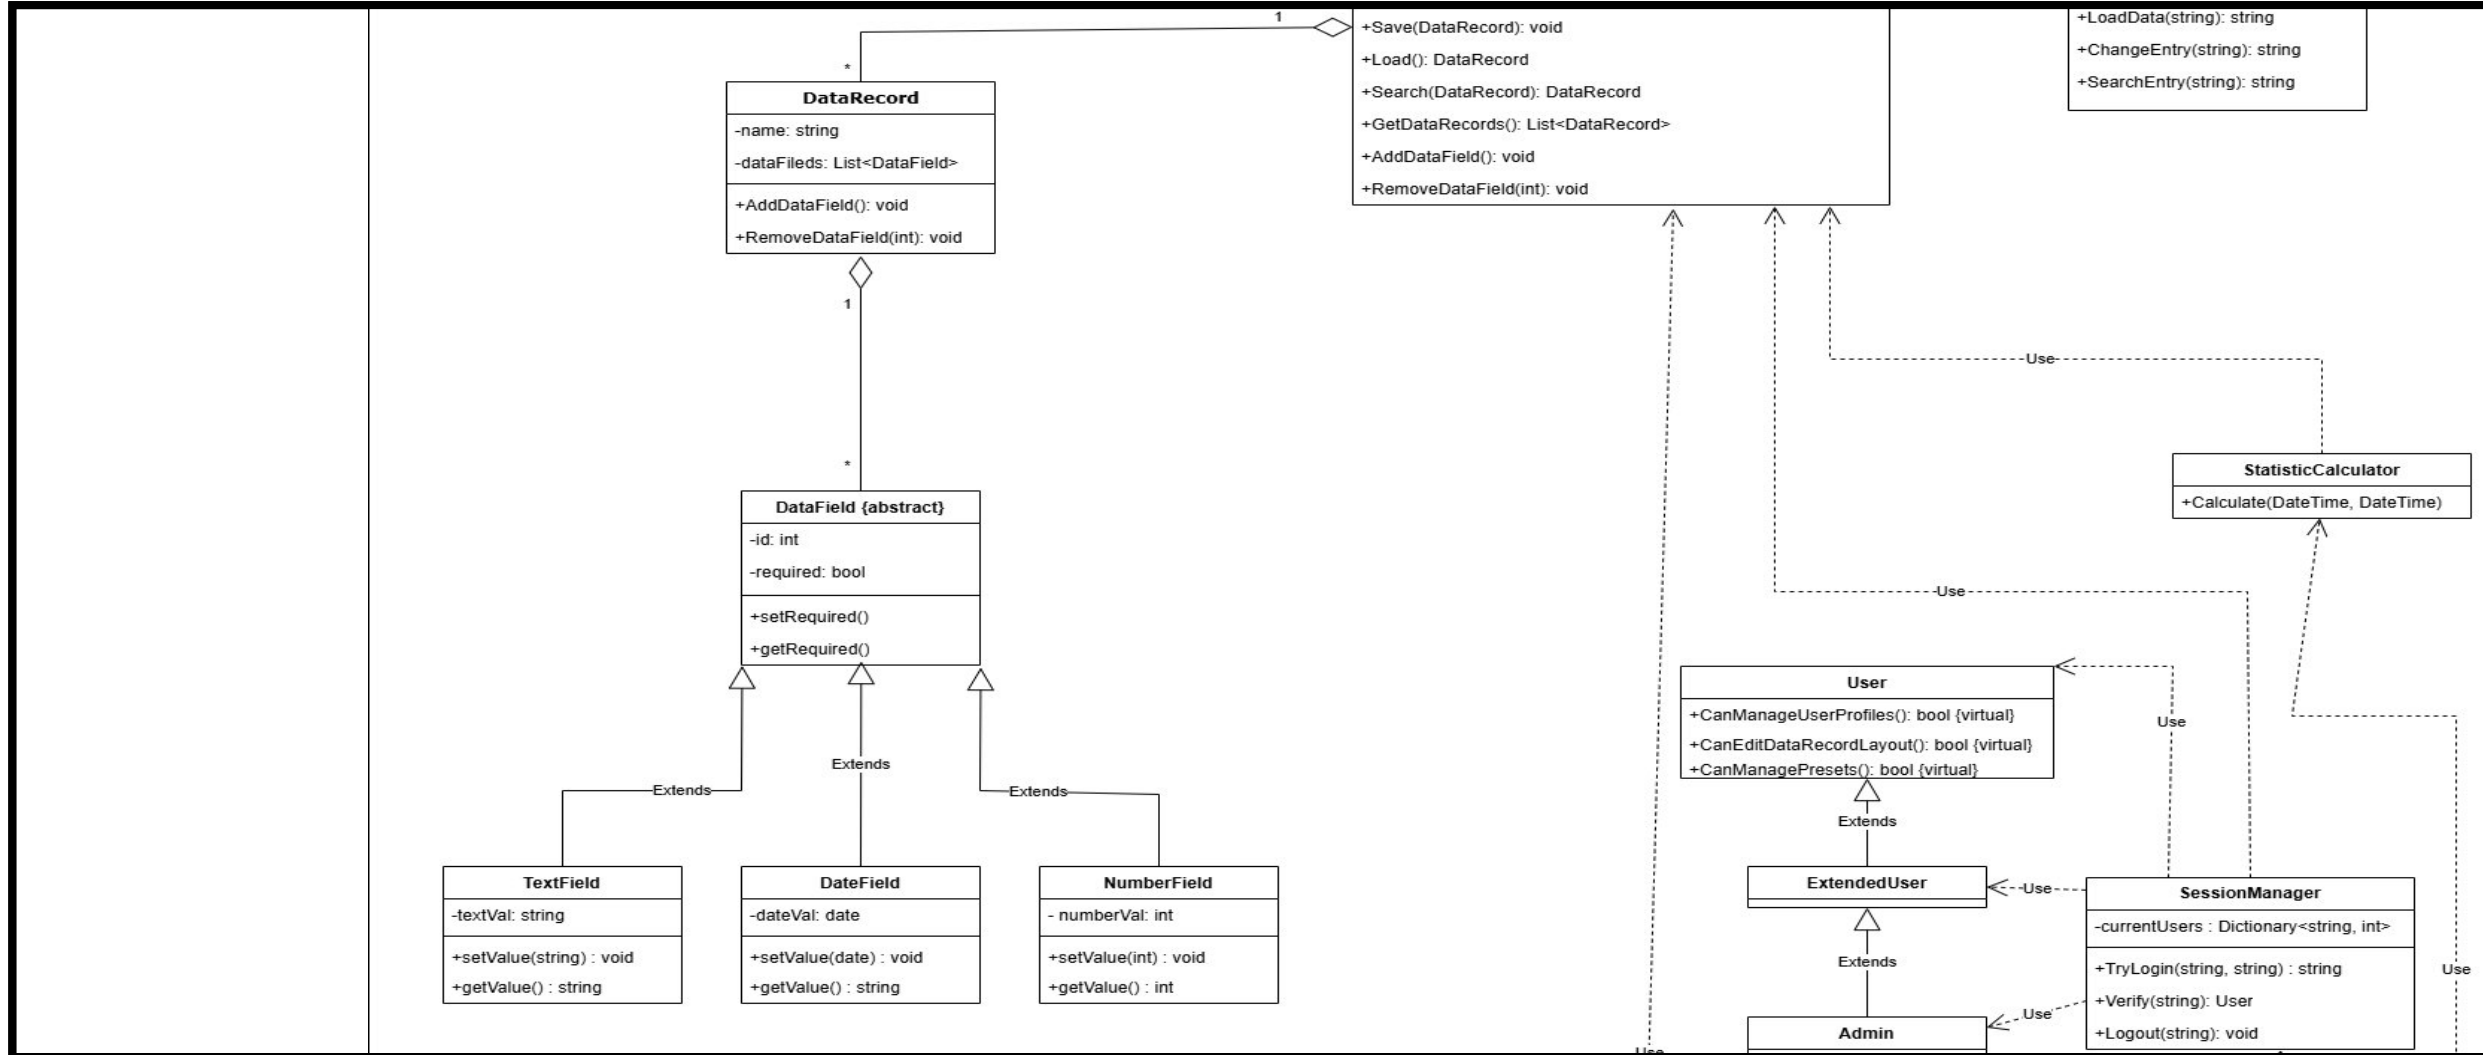 1
+Save(DataRecord): void
+Load(): DataRecord
+Search(DataRecord): DataRecord
+GetDataRecords(): List<DataRecord>
+AddDataField(): void
+RemoveDataField(int): void
+LoadData(string): string
+ChangeEntry(string): string
+SearchEntry(string): string
*
DataRecord
-name: string
-dataFileds: List<DataField>
+AddDataField(): void
+RemoveDataField(int): void
1
*
DataField {abstract}
-id: int
-required: bool
+setRequired()
+getRequired()
Extends
Extends
Extends
TextField
-textVal: string
+setValue(string) : void
+getValue() : string
DateField
-dateVal: date
+setValue(date) : void
+getValue() : string
NumberField
- numberVal: int
+setValue(int) : void
+getValue() : int
Use
StatisticCalculator
+Calculate(DateTime, DateTime)
Use
User
+CanManageUserProfiles(): bool {virtual}
+CanEditDataRecordLayout(): bool {virtual}
+CanManagePresets(): bool {virtual}
Use
Extends
ExtendedUser
Use
Extends
Admin
Use
SessionManager
-currentUsers : Dictionary<string, int>
+TryLogin(string, string) : string
+Verify(string): User
+Logout(string): void
Use
Use